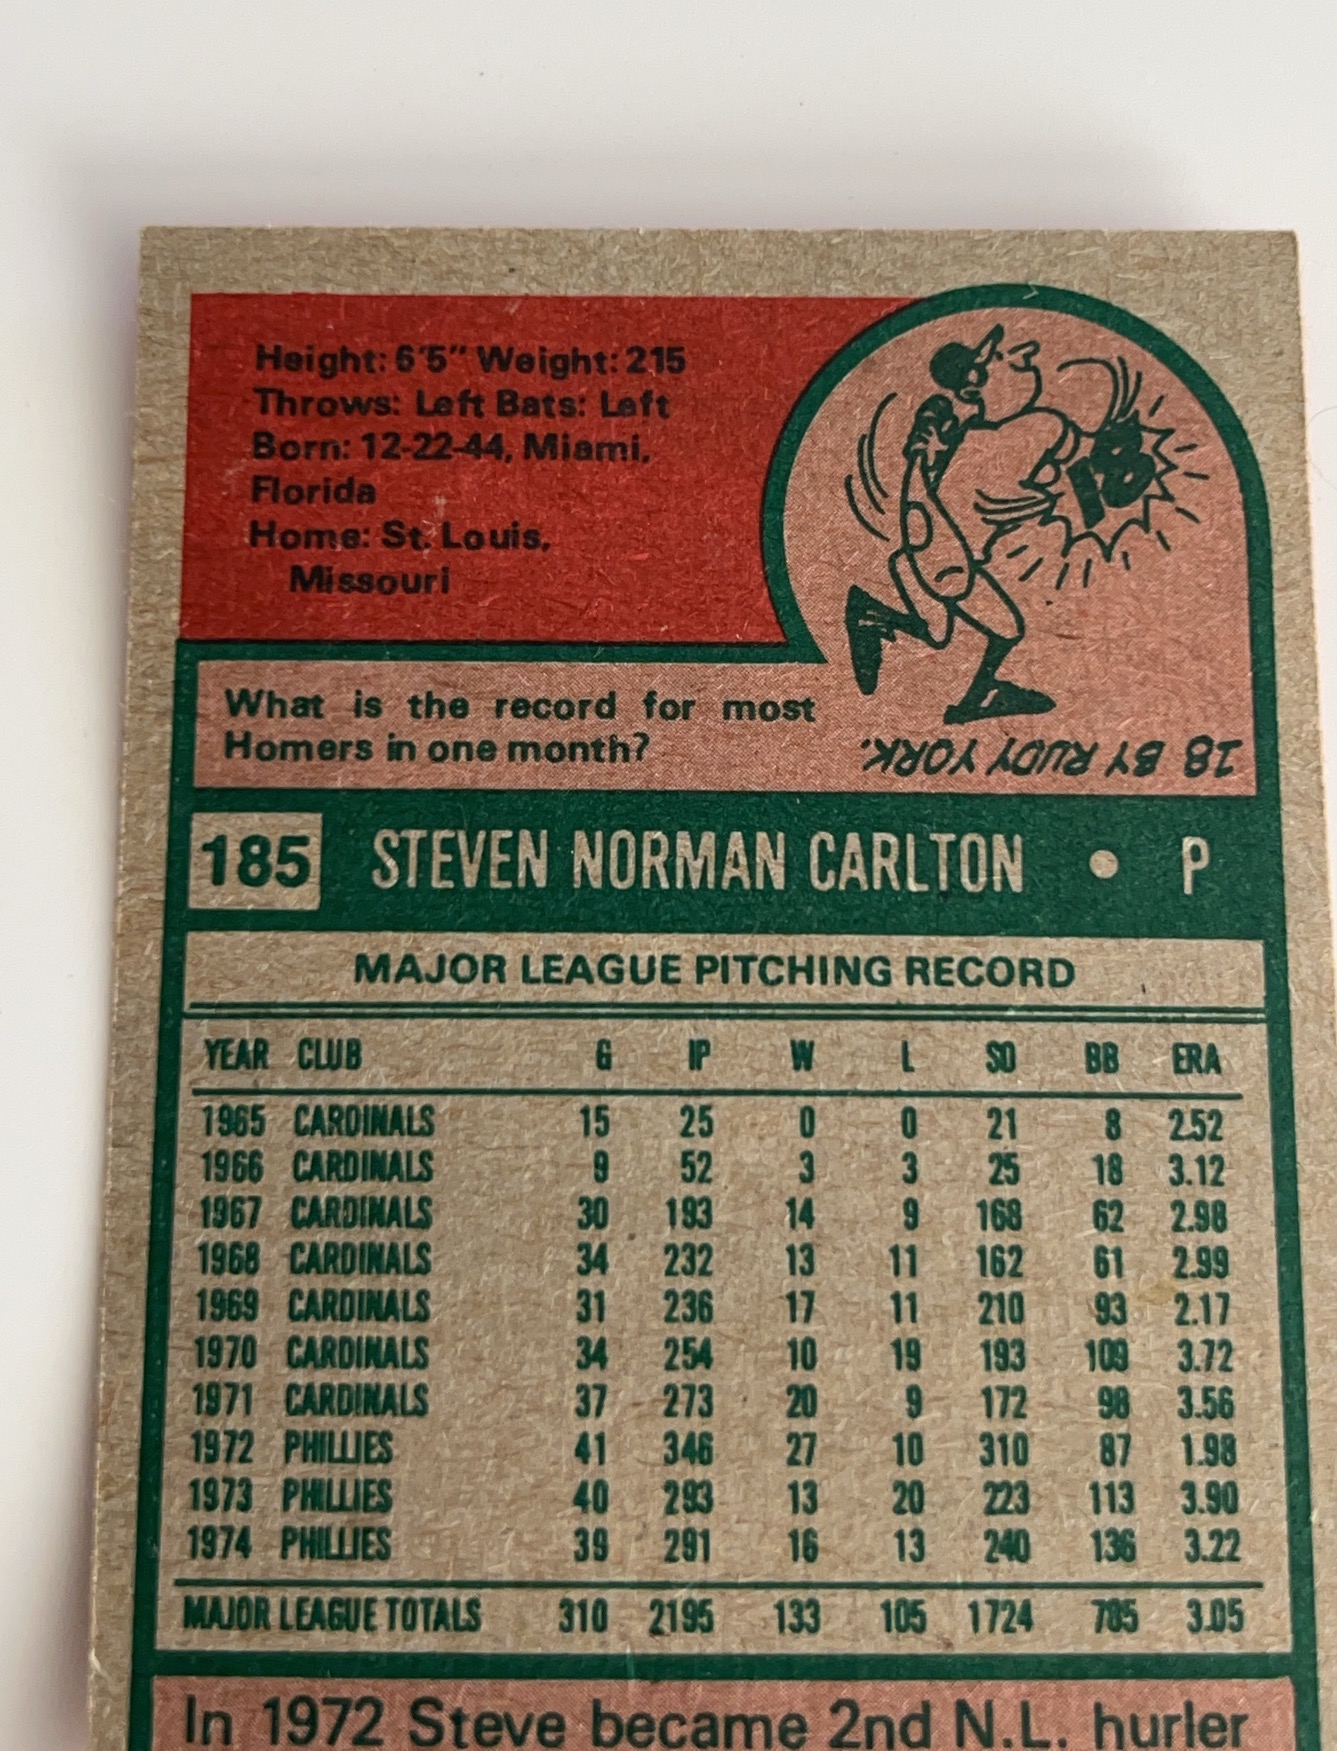 Height: 6'5" Weight: 215
Throws: Left Bats: Left
Born: 12-22-44, Miami,
Florida
Home: St. Louis,
Missouri
18
What is the record for most
Homers in one month?
18 BY RUDY YORK.
185 STEVEN NORMAN CARLTON • P
MAJOR LEAGUE PITCHING RECORD
YEAR CLUB G IP W L SO BB ERA
1965 CARDINALS 15 25 0 0 21 8 2.52
1966 CARDINALS 9 52 3 3 25 18 3.12
1967 CARDINALS 30 193 14 9 168 62 2.98
1968 CARDINALS 34 232 13 11 162 61 2.99
1969 CARDINALS 31 236 17 11 210 93 2.17
1970 CARDINALS 34 254 10 19 193 109 3.72
1971 CARDINALS 37 273 20 9 172 98 3.56
1972 PHILLIES 41 346 27 10 310 87 1.98
1973 PHILLIES 40 293 13 20 223 113 3.90
1974 PHILLIES 39 291 16 13 240 136 3.22
MAJOR LEAGUE TOTALS 310 2195 133 105 1724 785 3.05
In 1972 Steve became 2nd N.L. hurler